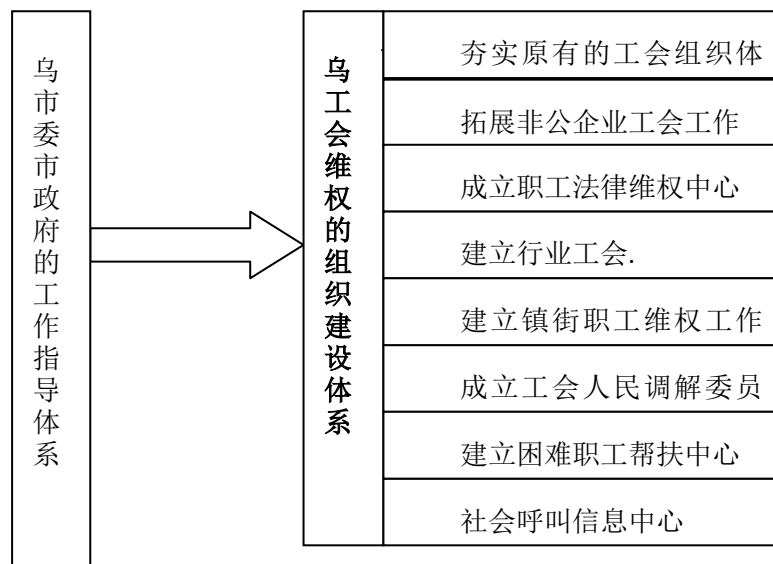 乌市委市政府的工作指导体系
乌工会维权的组织建设体系
夯实原有的工会组织体
拓展非公企业工会工作
成立职工法律维权中心
建立行业工会.
建立镇街职工维权工作
成立工会人民调解委员
建立困难职工帮扶中心
社会呼叫信息中心